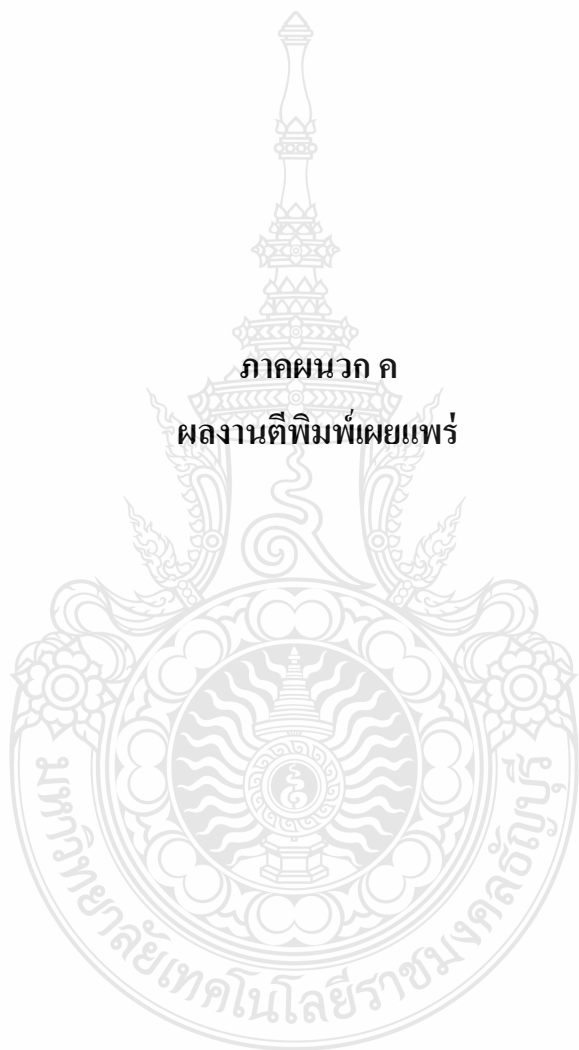 ภาคผนวก ค
ผลงานตีพิมพ์เผยแพร่
มหาวิทยาลัยเทคโนโลยีราชมงคลธัญบุรี